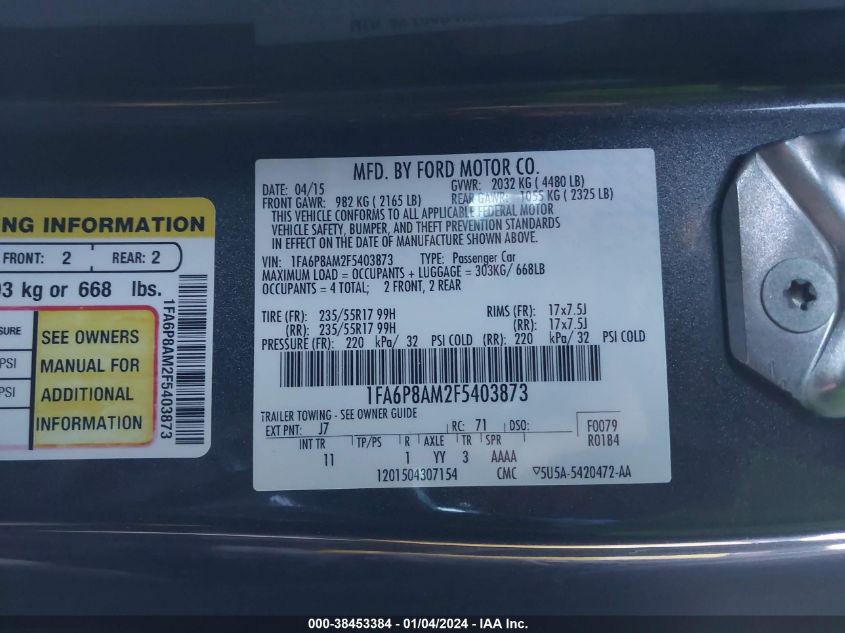 NG INFORMATION
FRONT: 2 REAR: 2
kg or 668 lbs.
PSI
PSI
SEE OWNERS
MANUAL FOR
ADDITIONAL
INFORMATION
1FA6P8AM2F5403873
MFD. BY FORD MOTOR CO.
DATE: 04/15 GVWR: 2032 KG ( 4480 LB)
FRONT GAWR: 982 KG ( 2165 LB) REAR GAWR: 1055 KG ( 2325 LB)
THIS VEHICLE CONFORMS TO ALL APPLICABLE FEDERAL MOTOR
VEHICLE SAFETY, BUMPER, AND THEFT PREVENTION STANDARDS
IN EFFECT ON THE DATE OF MANUFACTURE SHOWN ABOVE.
VIN: 1FA6P8AM2F5403873 TYPE: Passenger Car
MAXIMUM LOAD = OCCUPANTS + LUGGAGE = 303KG/ 668LB
OCCUPANTS = 4 TOTAL; 2 FRONT, 2 REAR
TIRE (FR): 235/55R17 99H RIMS (FR): 17x7.5J
(RR): 235/55R17 99H (RR): 17x7.5J
PRESSURE (FR): 220 kPa/ 32 PSI COLD (RR): 220 kPa/ 32 PSI COLD
1FA6P8AM2F5403873
TRAILER TOWING - SEE OWNER GUIDE
EXT PNT: J7 RC: 71 DSO: F0079
R0184
INT TR TP/PS R AXLE TR SPR
11 1 YY 3 AAAA
1201504307154 CMC 5U5A-5420472-AA
000-38453384 - 01/04/2024 - IAA Inc.